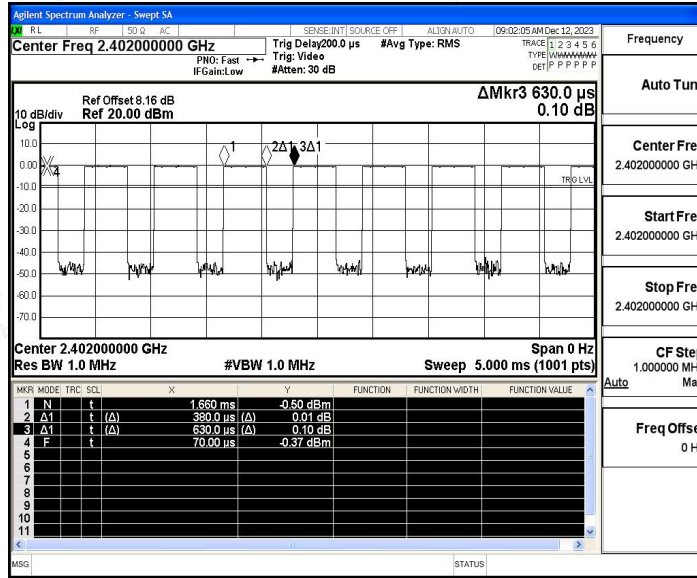 Agilent Spectrum Analyzer - Swept SA
LXI RL RF 50 Ω AC SENSE:INT SOURCE OFF ALIGN AUTO 09:02:05 AM Dec 12, 2023
Center Freq 2.402000000 GHz
PNO: Fast
IFGain:Low
Trig Delay200.0 µs
Trig: Video
#Atten: 30 dB
#Avg Type: RMS
TRACE 1 2 3 4 5 6
TYPE WWWWWW
DET P P P P P P
Ref Offset 8.16 dB
10 dB/div Ref 20.00 dBm
Log
ΔMkr3 630.0 µs
0.10 dB
10.0
0.00
-10.0
-20.0
-30.0
-40.0
-50.0
-60.0
-70.0
1
2Δ1
3Δ1
4
TRIG LVL
Center 2.402000000 GHz Span 0 Hz
Res BW 1.0 MHz #VBW 1.0 MHz Sweep 5.000 ms (1001 pts)
MKR MODE TRC SCL X Y FUNCTION FUNCTION WIDTH FUNCTION VALUE
1 N t 1.660 ms -0.50 dBm
2 Δ1 t (Δ) 380.0 µs (Δ) 0.01 dB
3 Δ1 t (Δ) 630.0 µs (Δ) 0.10 dB
4 F t 70.00 µs -0.37 dBm
5
6
7
8
9
10
11
MSG STATUS
Frequency
Auto Tun
Center Fre
2.402000000 GH
Start Fre
2.402000000 GH
Stop Fre
2.402000000 GH
CF Ste
1.000000 MH
Auto Ma
Freq Offse
0 H